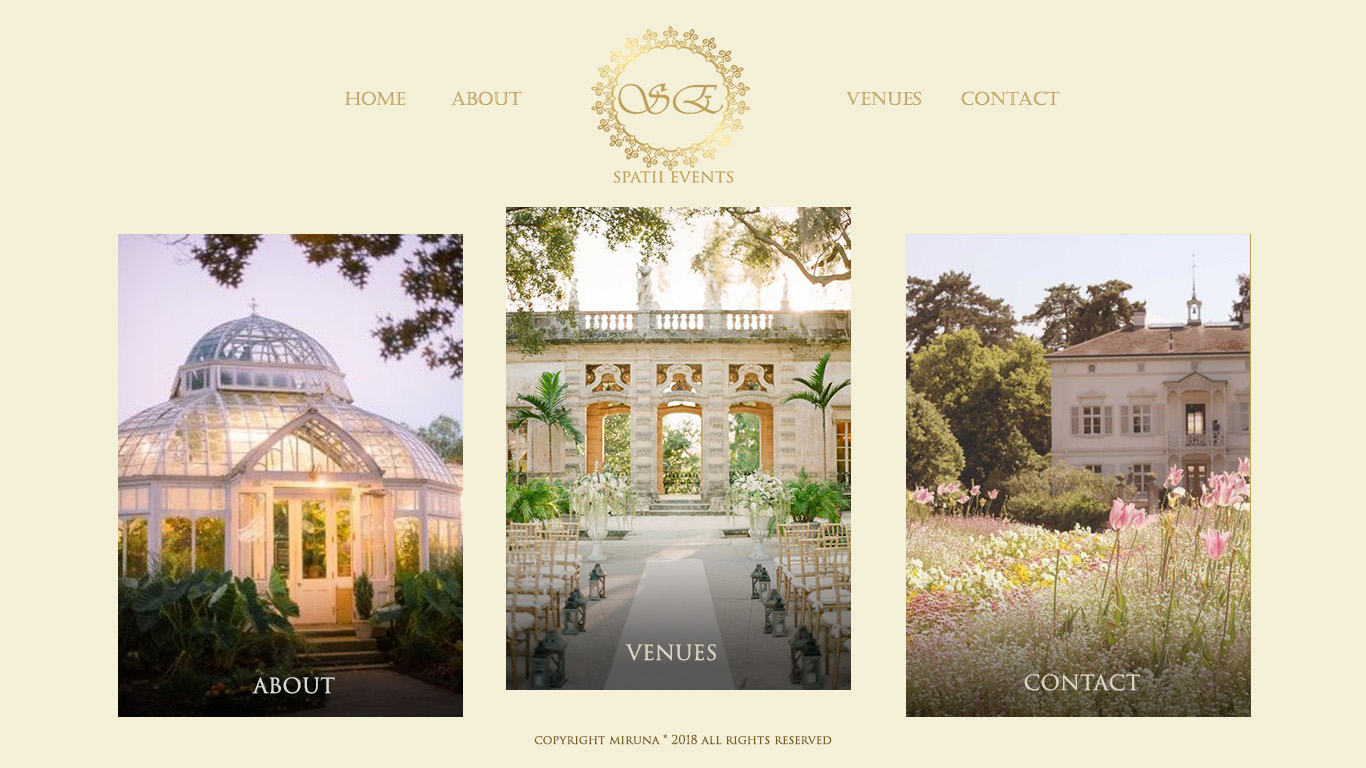 HOME ABOUT VENUES CONTACT
SE
SPATII EVENTS
ABOUT
VENUES
CONTACT
COPYRIGHT MIRUNA * 2018 ALL RIGHTS RESERVED